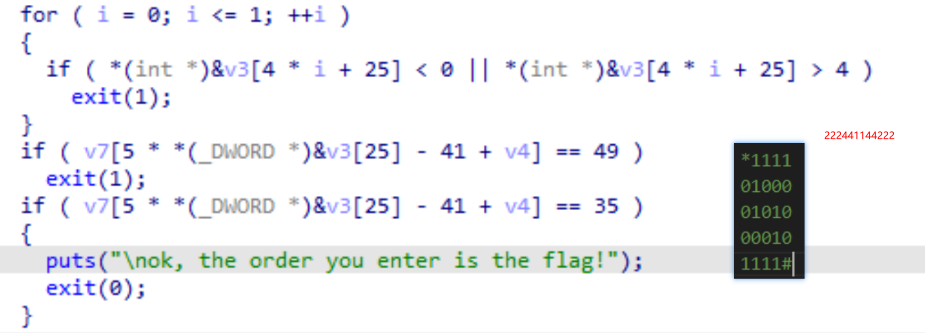 for ( i = 0; i <= 1; ++i )
{
  if ( *(int *)&v3[4 * i + 25] < 0 || *(int *)&v3[4 * i + 25] > 4 )
    exit(1);
}
if ( v7[5 * *(_DWORD *)&v3[25] - 41 + v4] == 49 )
  exit(1);
if ( v7[5 * *(_DWORD *)&v3[25] - 41 + v4] == 35 )
{
  puts("\nok, the order you enter is the flag!");
  exit(0);
}
222441144222
*1111
01000
01010
00010
1111#